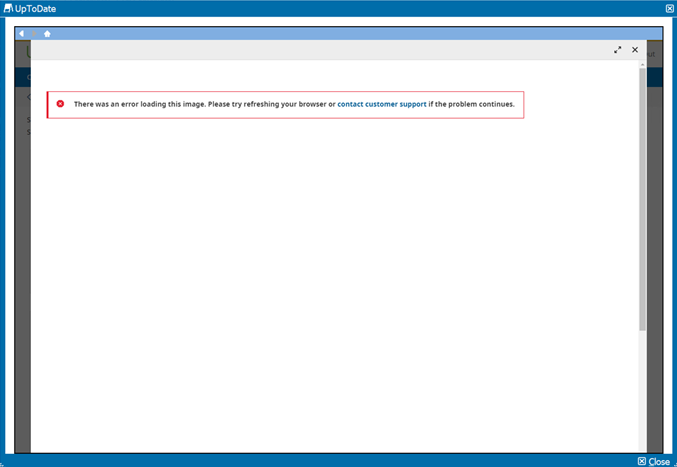 UpToDate
There was an error loading this image. Please try refreshing your browser or contact customer support if the problem continues.
Close